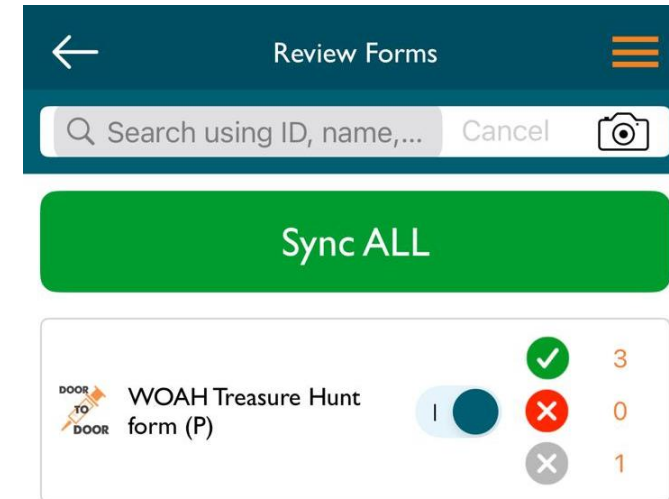 Review Forms
Search using ID, name,...
Cancel
Sync ALL
DOOR
TO
DOOR
WOAH Treasure Hunt
form (P)
3
0
1